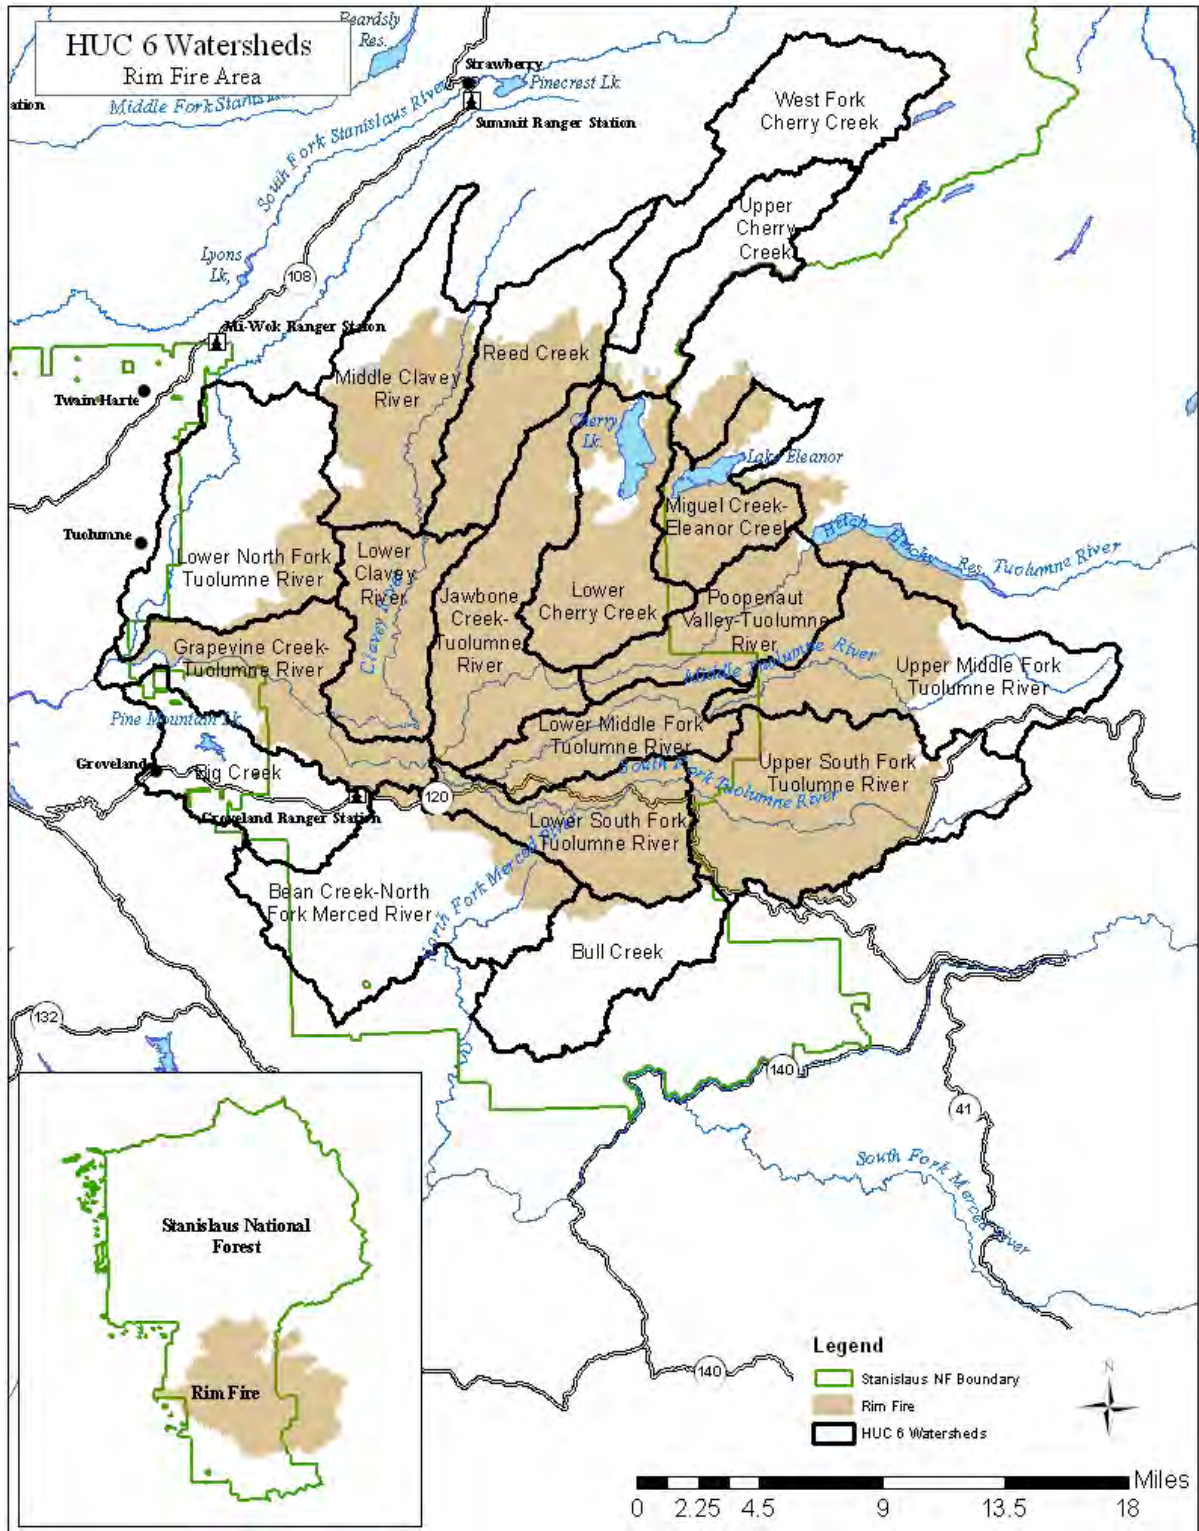 HUC 6 Watersheds
Rim Fire Area
Beardsly
Res.
Middle Fork Stanisl
ation
Strawberry
Pinecrest Lk.
Summit Ranger Station
South Fork Stanislaus River
West Fork
Cherry Creek
Upper
Cherry
Creek
Lyons
Lk,
108
Mi-Wok Ranger Station
Twain Harte
Reed Creek
Middle Clavey
River
Cherry
Lk.
Lake Eleanor
Miguel Creek-
Eleanor Creek
Hetch Hetchy Res.
Tuolumne River
Tuolumne
Lower North Fork
Tuolumne River
Lower
Clavey
River
Clavey River
Jawbone
Creek-
Tuolumne
River
Lower
Cherry Creek
Poopenaut
Valley-Tuolumne
River
Grapevine Creek-
Tuolumne River
Middle Tuolumne River
Upper Middle Fork
Tuolumne River
Pine Mountain Lk.
Lower Middle Fork
Tuolumne River
Groveland
Big Creek
South Fork Tuolumne River
Upper South Fork
Tuolumne River
120
Groveland Ranger Station
Lower South Fork
Tuolumne River
Bean Creek-North
Fork Merced River
North Fork Merced River
Bull Creek
132
140
41
South Fork Merced River
Stanislaus National
Forest
Rim Fire
140
Legend
Stanislaus NF Boundary
Rim Fire
HUC 6 Watersheds
N
Miles
0 2.25 4.5 9 13.5 18